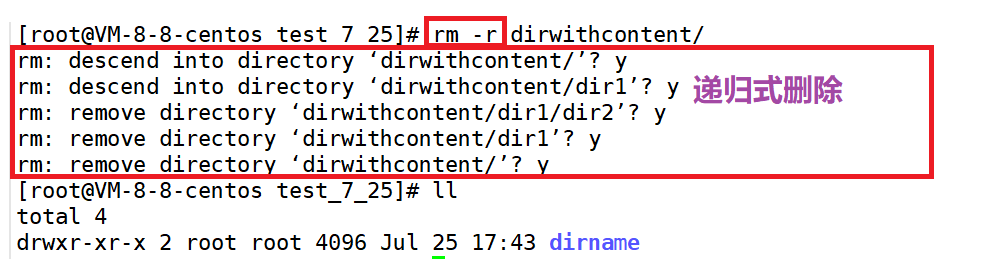 [root@VM-8-8-centos test_7_25]# rm -r dirwithcontent/
rm: descend into directory ‘dirwithcontent/’? y
rm: descend into directory ‘dirwithcontent/dir1’? y 递归式删除
rm: remove directory ‘dirwithcontent/dir1/dir2’? y
rm: remove directory ‘dirwithcontent/dir1’? y
rm: remove directory ‘dirwithcontent/’? y
[root@VM-8-8-centos test_7_25]# ll
total 4
drwxr-xr-x 2 root root 4096 Jul 25 17:43 dirname